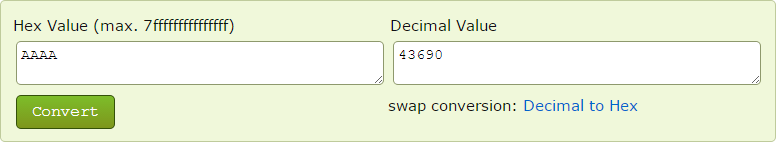 Hex Value (max. 7fffffffffffffff)
Decimal Value
AAAA
43690
Convert
swap conversion: Decimal to Hex